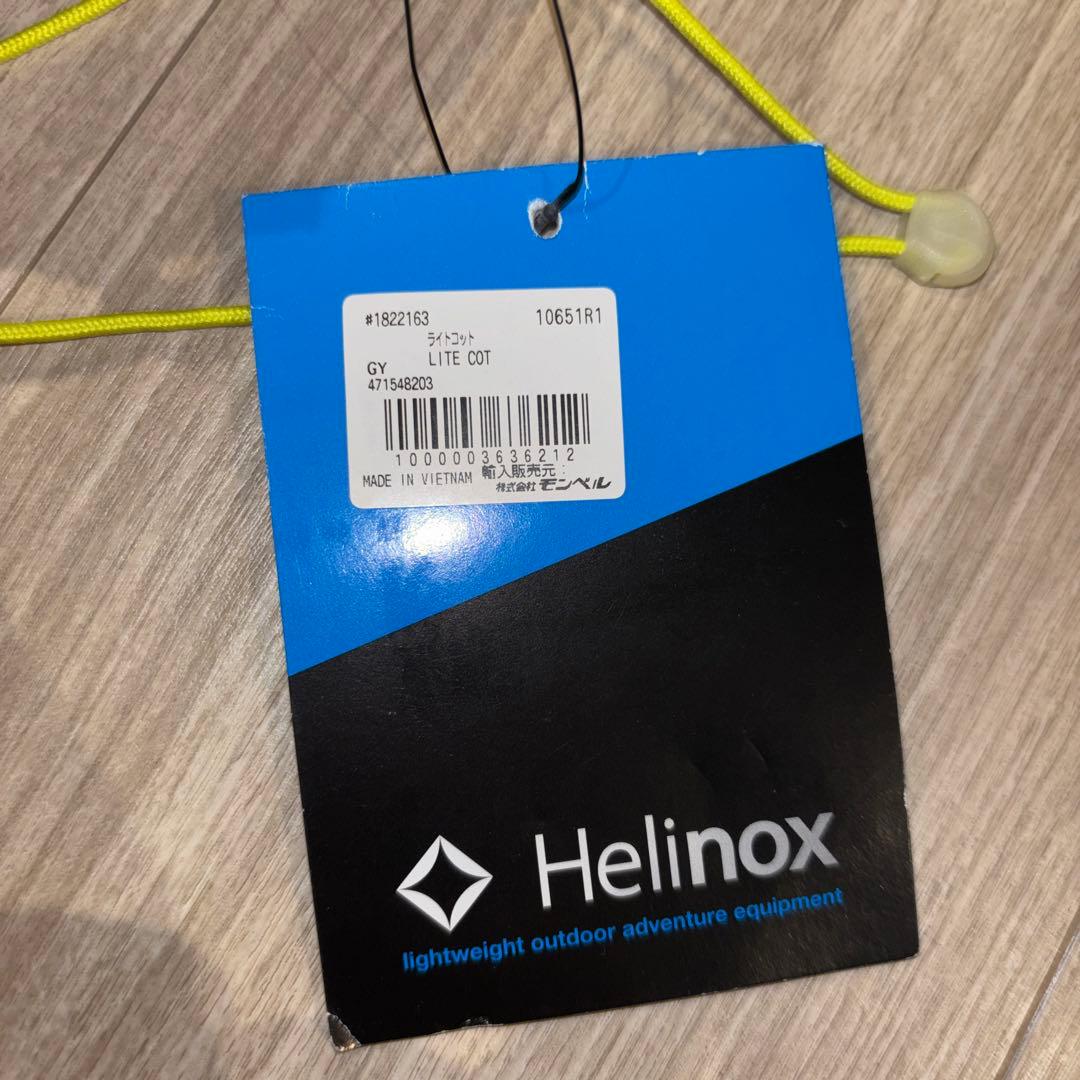 #1822163 10651R1
ライトコット
LITE COT
GY
471548203
1000003636212
MADE IN VIETNAM 輸入販売元:
株式会社 モンベル
Helinox
lightweight outdoor adventure equipment